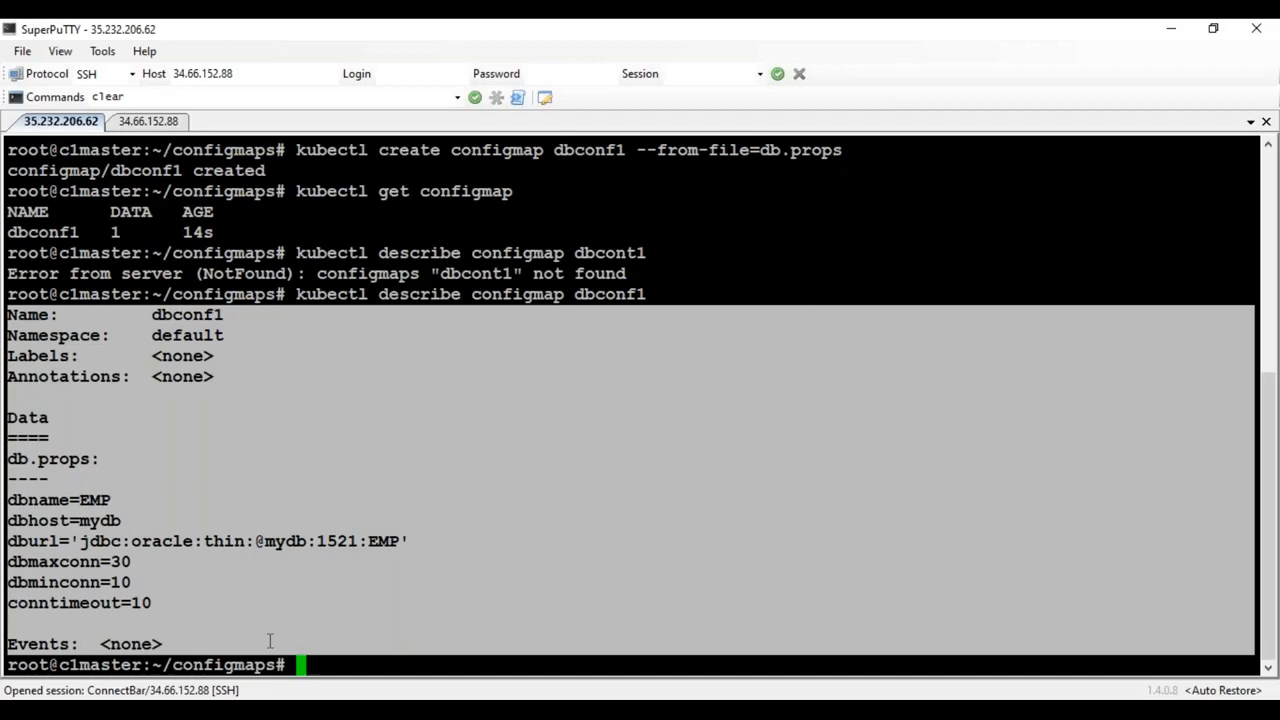 SuperPuTTY - 35.232.206.62
File View Tools Help
Protocol SSH Host 34.66.152.88 Login Password Session
Commands clear
35.232.206.62 34.66.152.88
root@c1master:~/configmaps# kubectl create configmap dbconf1 --from-file=db.props
configmap/dbconf1 created
root@c1master:~/configmaps# kubectl get configmap
NAME DATA AGE
dbconf1 1 14s
root@c1master:~/configmaps# kubectl describe configmap dbcont1
Error from server (NotFound): configmaps "dbcont1" not found
root@c1master:~/configmaps# kubectl describe configmap dbconf1
Name: dbconf1
Namespace: default
Labels: <none>
Annotations: <none>
Data
====
db.props:
----
dbname=EMP
dbhost=mydb
dburl='jdbc:oracle:thin:@mydb:1521:EMP'
dbmaxconn=30
dbminconn=10
conntimeout=10
Events: <none>
root@c1master:~/configmaps#
Opened session: ConnectBar/34.66.152.88 [SSH] 1.4.0.8 <Auto Restore>